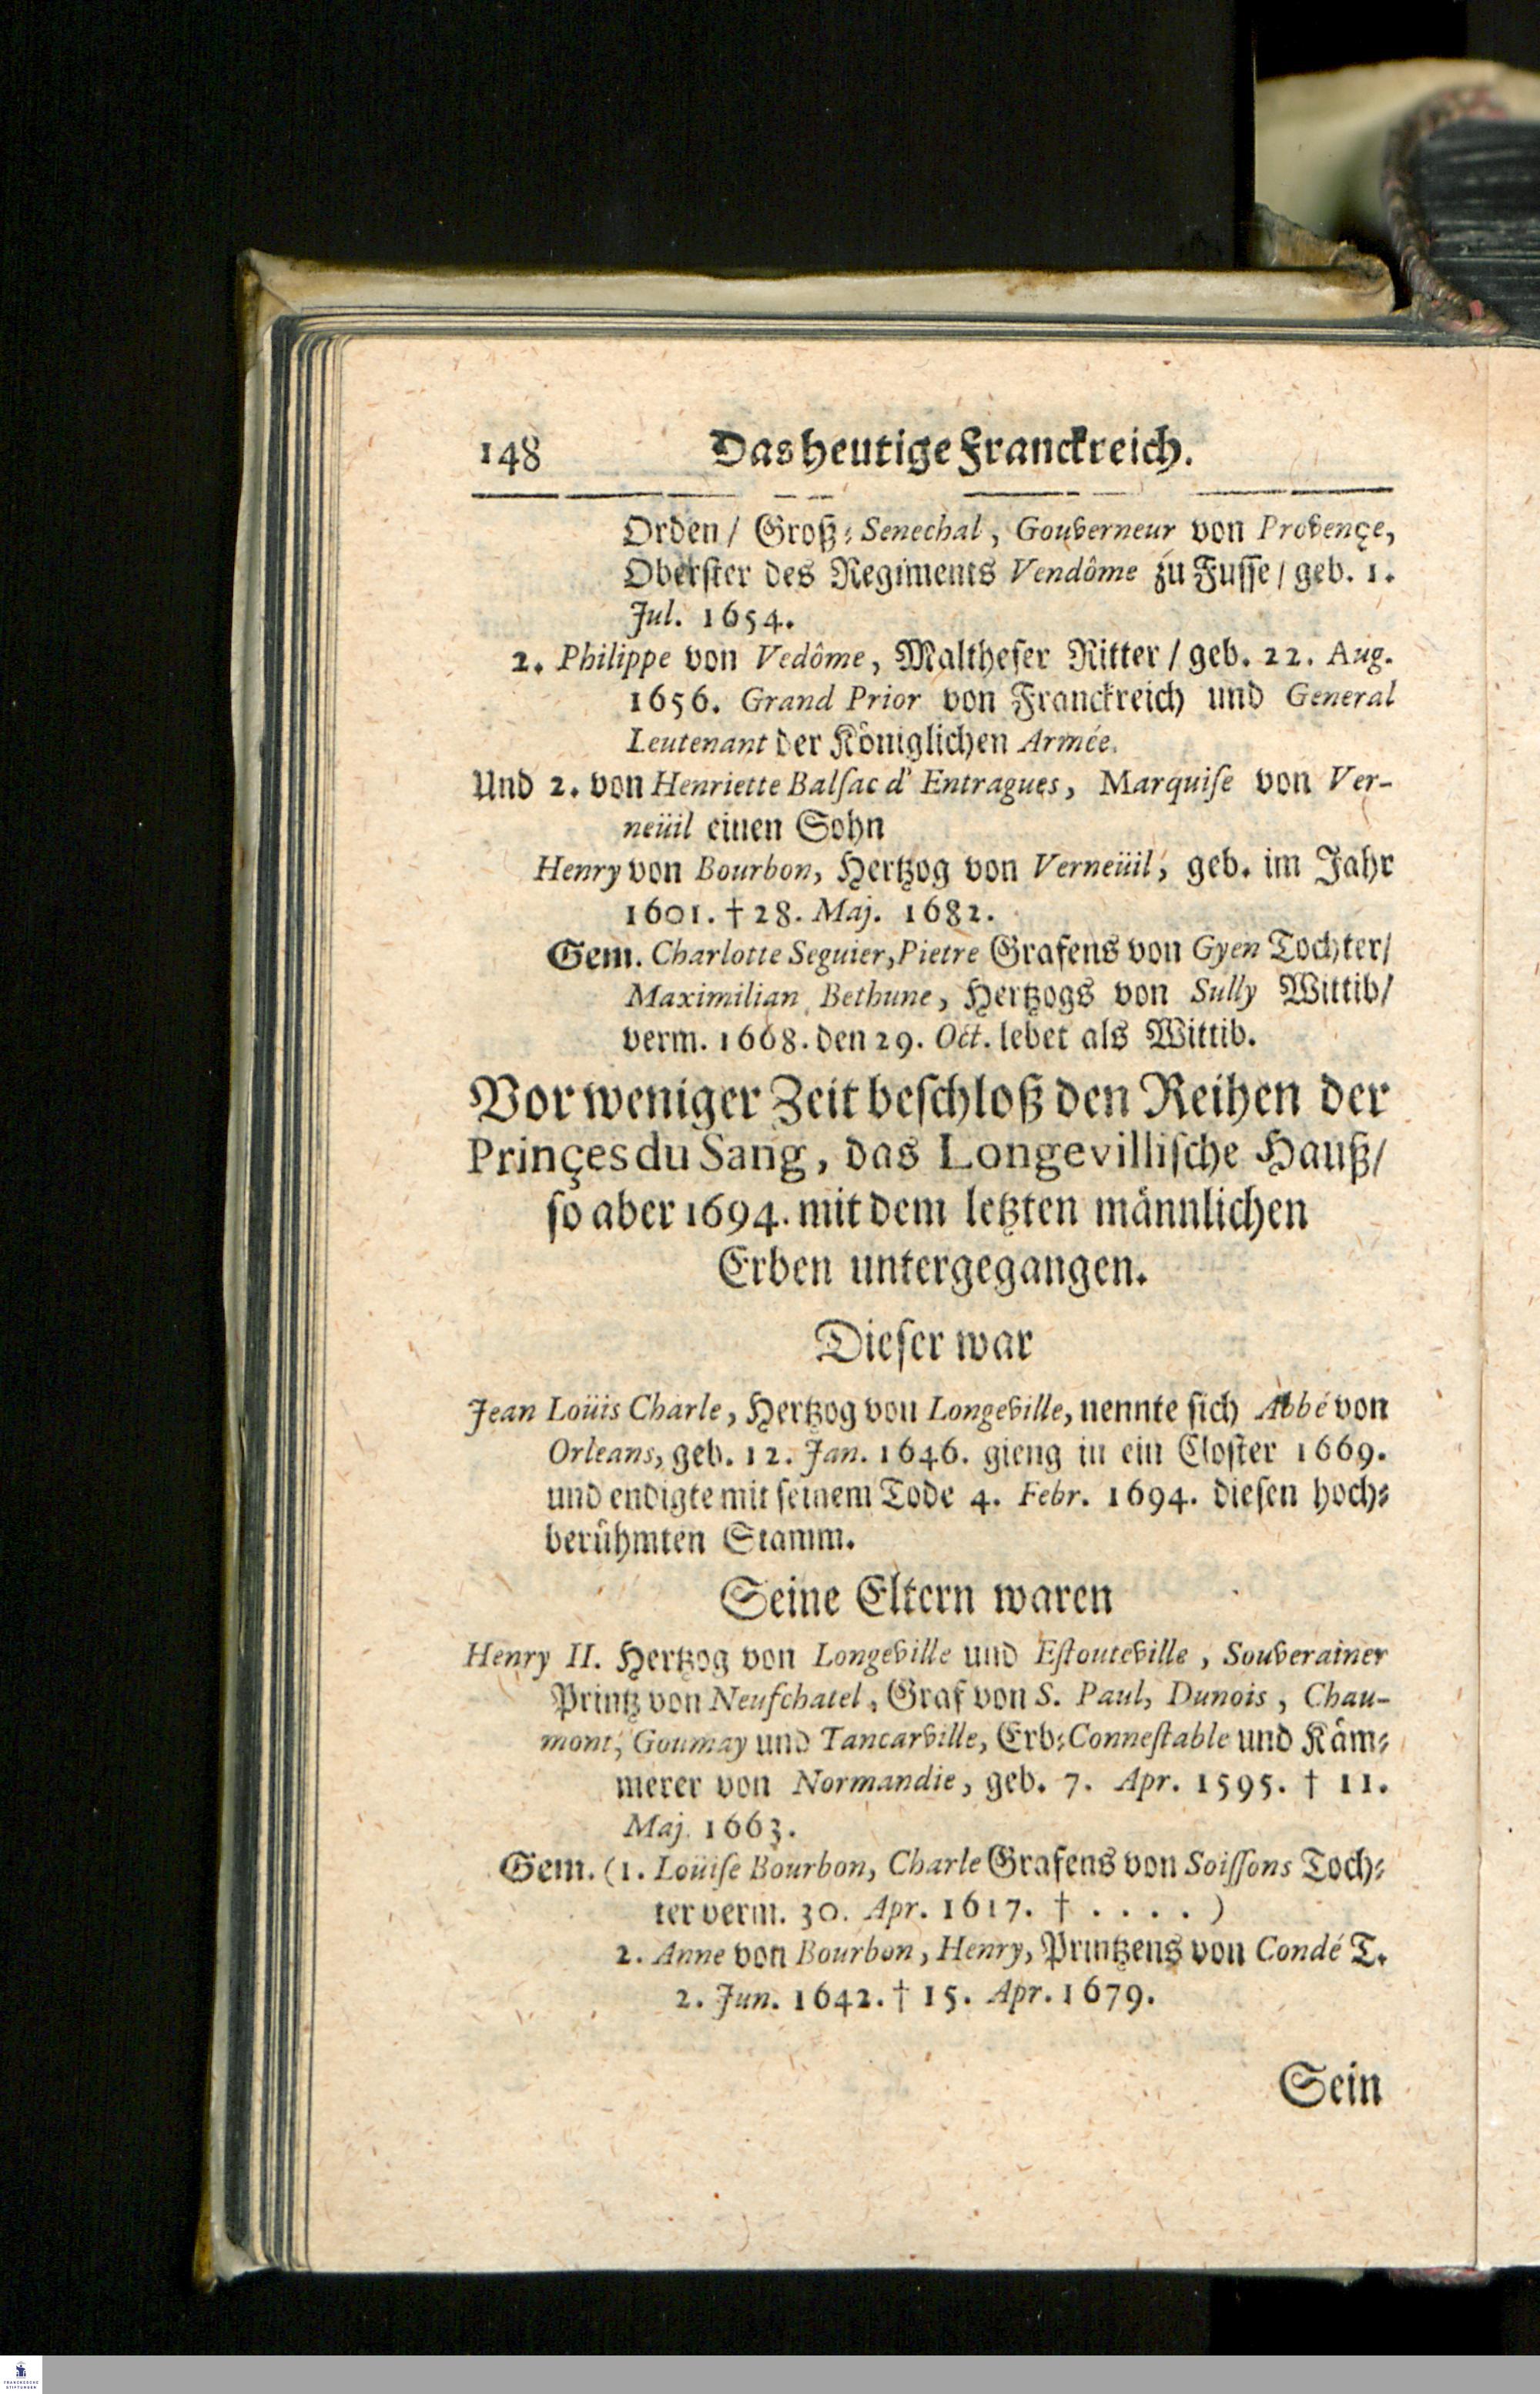 148 Das heutige Franckreich.
Orden / Groß⸗Senechal, Gouverneur von Provençe,
Oberster des Regiments Vendôme zu Fusse / geb. 1.
Jul. 1654.
2. Philippe von Vedôme, Maltheser Ritter / geb. 22. Aug.
1656. Grand Prior von Franckreich und General
Leutenant der Königlichen Armée.
Und 2. von Henriette Balſac d' Entragues, Marquiſe von Ver-
neüil einen Sohn
Henry von Bourbon, Hertzog von Verneüil, geb. im Jahr
1601. † 28. Maj. 1682.
Gem. Charlotte Seguier, Pietre Grafens von Gyen Tochter/
Maximilian Bethune, Hertzogs von Sully Wittib/
verm. 1668. den 29. Oct. lebet als Wittib.
Vor weniger Zeit beſchloß den Reihen der
Prinçes du Sang, das Longevilliſche Hauß/
ſo aber 1694. mit dem letzten männlichen
Erben untergegangen.
Dieſer war
Jean Loüis Charle, Hertzog von Longeville, nennte ſich Abbé von
Orleans, geb. 12. Jan. 1646. gieng in ein Cloſter 1669.
und endigte mit ſeinem Tode 4. Febr. 1694. dieſen hoch⸗
berühmten Stamm.
Seine Eltern waren
Henry II. Hertzog von Longeville und Eſtouteville, Souverainer
Printz von Neufchatel, Graf von S. Paul, Dunois, Chau-
mont, Goumay und Tancarville, Erb⸗Conneſtable und Käm⸗
merer von Normandie, geb. 7. Apr. 1595. † 11.
Maj. 1663.
Gem. (1. Loüiſe Bourbon, Charle Grafens von Soiſſons Toch⸗
ter verm. 30. Apr. 1617. † . . . . )
2. Anne von Bourbon, Henry, Printzens von Condé T.
2. Jun. 1642. † 15. Apr. 1679.
Sein
FRANCKESCHE
STIFTUNGEN